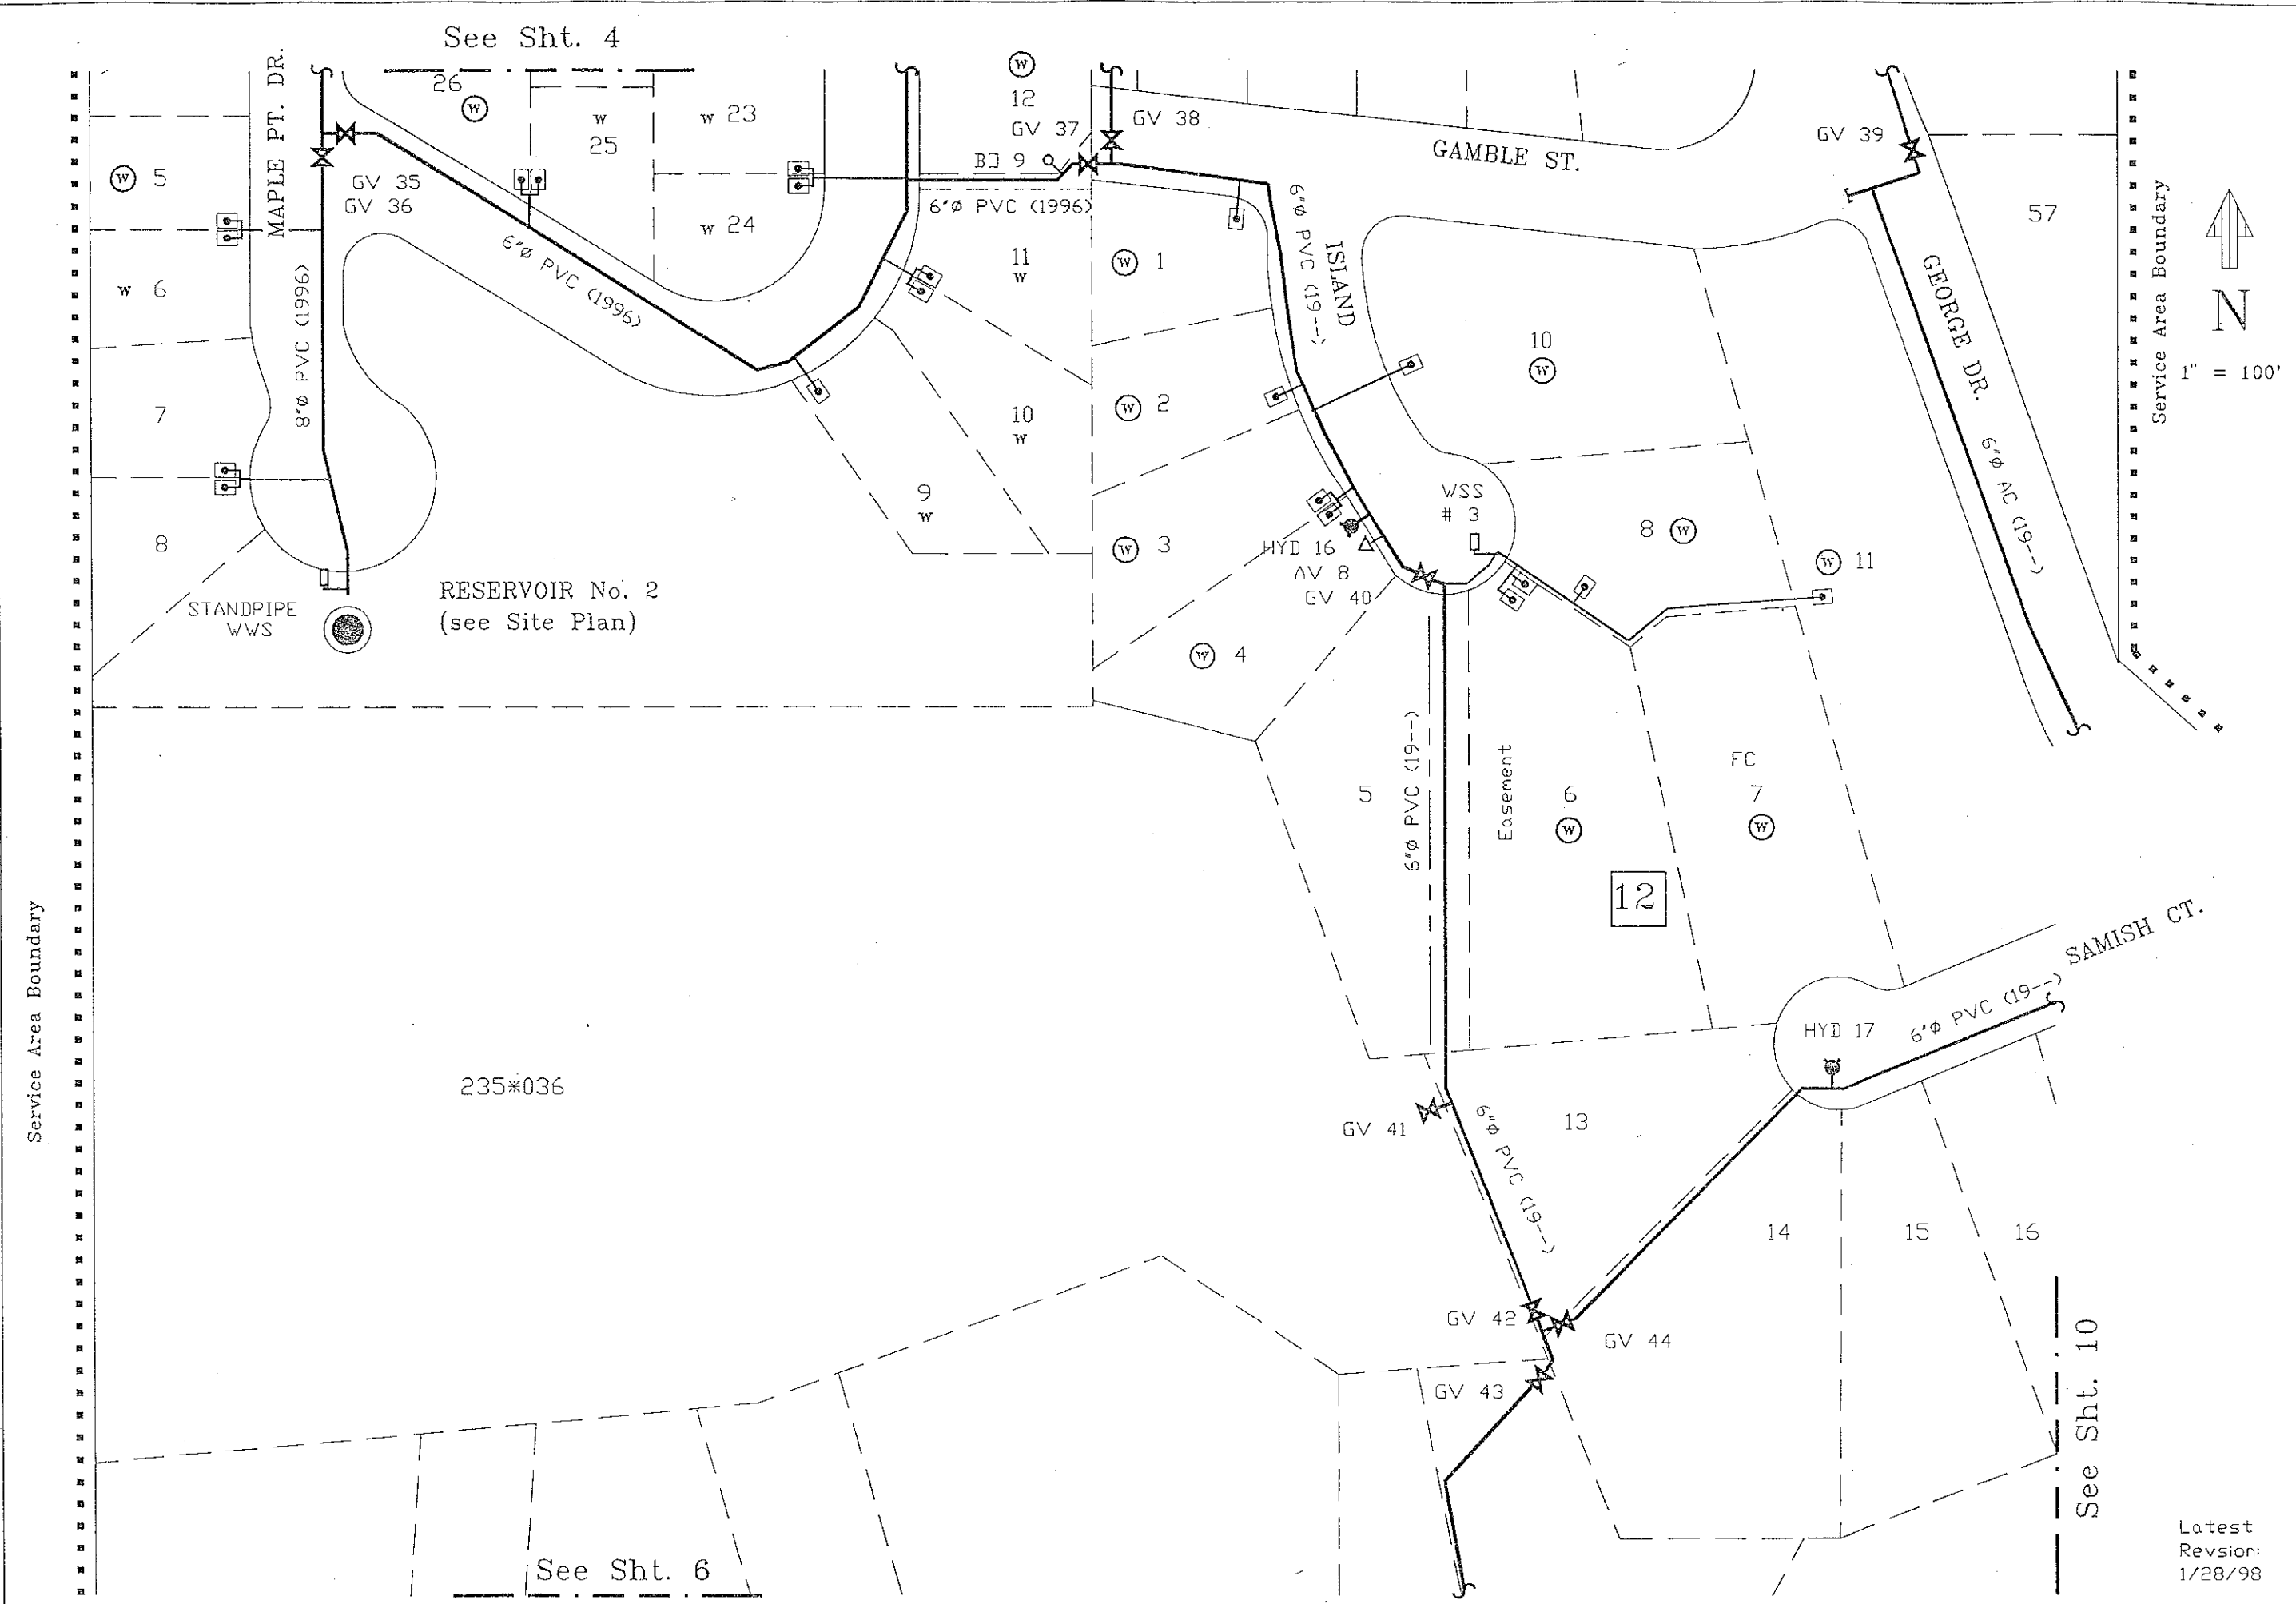 See Sht. 4
MAPLE PT. DR.
26
w
w
25
w 23
w
12
GV 37
GV 38
GAMBLE ST.
GV 39
w 5
GV 35
GV 36
BO 9
6"ø PVC (1996)
w 24
6"ø PVC (1996)
w 6
8"ø PVC (1996)
7
8
11
w
10
w
9
w
w 1
w 2
w 3
w 4
6"ø PVC (19--)
ISLAND
10
w
57
GEORGE DR.
6"ø AC (19--)
Service Area Boundary
N
1" = 100'
WSS
# 3
8 w
w 11
HYD 16
AV 8
GV 40
STANDPIPE
WWS
RESERVOIR No. 2
(see Site Plan)
5
6"ø PVC (19--)
Easement
6
w
FC
7
w
12
SAMISH CT.
6"ø PVC (19--)
HYD 17
Service Area Boundary
235*036
GV 41
6"ø PVC (19--)
13
14
15
16
GV 42
GV 44
GV 43
See Sht. 10
See Sht. 6
Latest
Revsion:
1/28/98